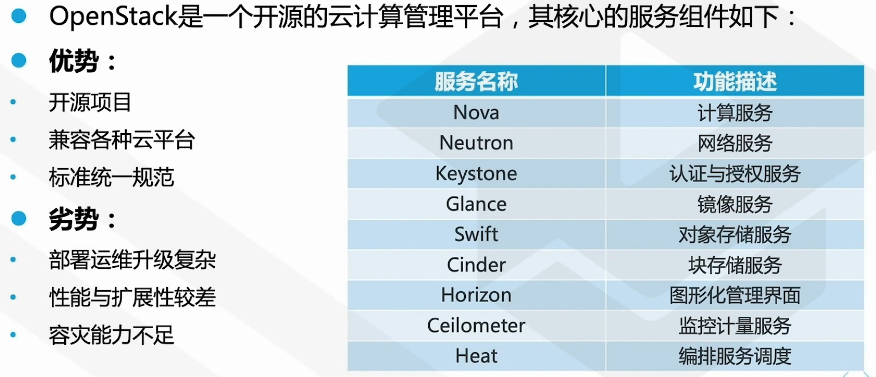 OpenStack是一个开源的云计算管理平台，其核心的服务组件如下：
优势：
开源项目
兼容各种云平台
标准统一规范
劣势：
部署运维升级复杂
性能与扩展性较差
容灾能力不足
服务名称 功能描述
Nova 计算服务
Neutron 网络服务
Keystone 认证与授权服务
Glance 镜像服务
Swift 对象存储服务
Cinder 块存储服务
Horizon 图形化管理界面
Ceilometer 监控计量服务
Heat 编排服务调度